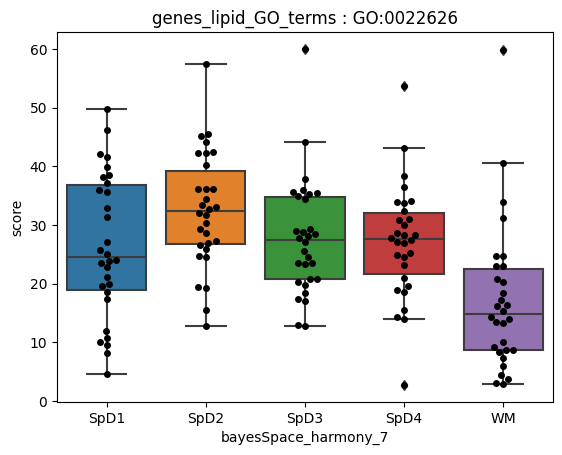 genes_lipid_GO_terms : GO:0022626
60
50
40
30
20
10
0
score
SpD1 SpD2 SpD3 SpD4 WM
bayesSpace_harmony_7